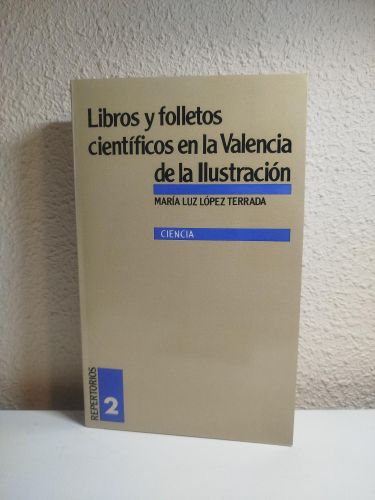 Libros y folletos
científicos en la Valencia
de la Ilustración
MARÍA LUZ LÓPEZ TERRADA
CIENCIA
REPERTORIOS
2